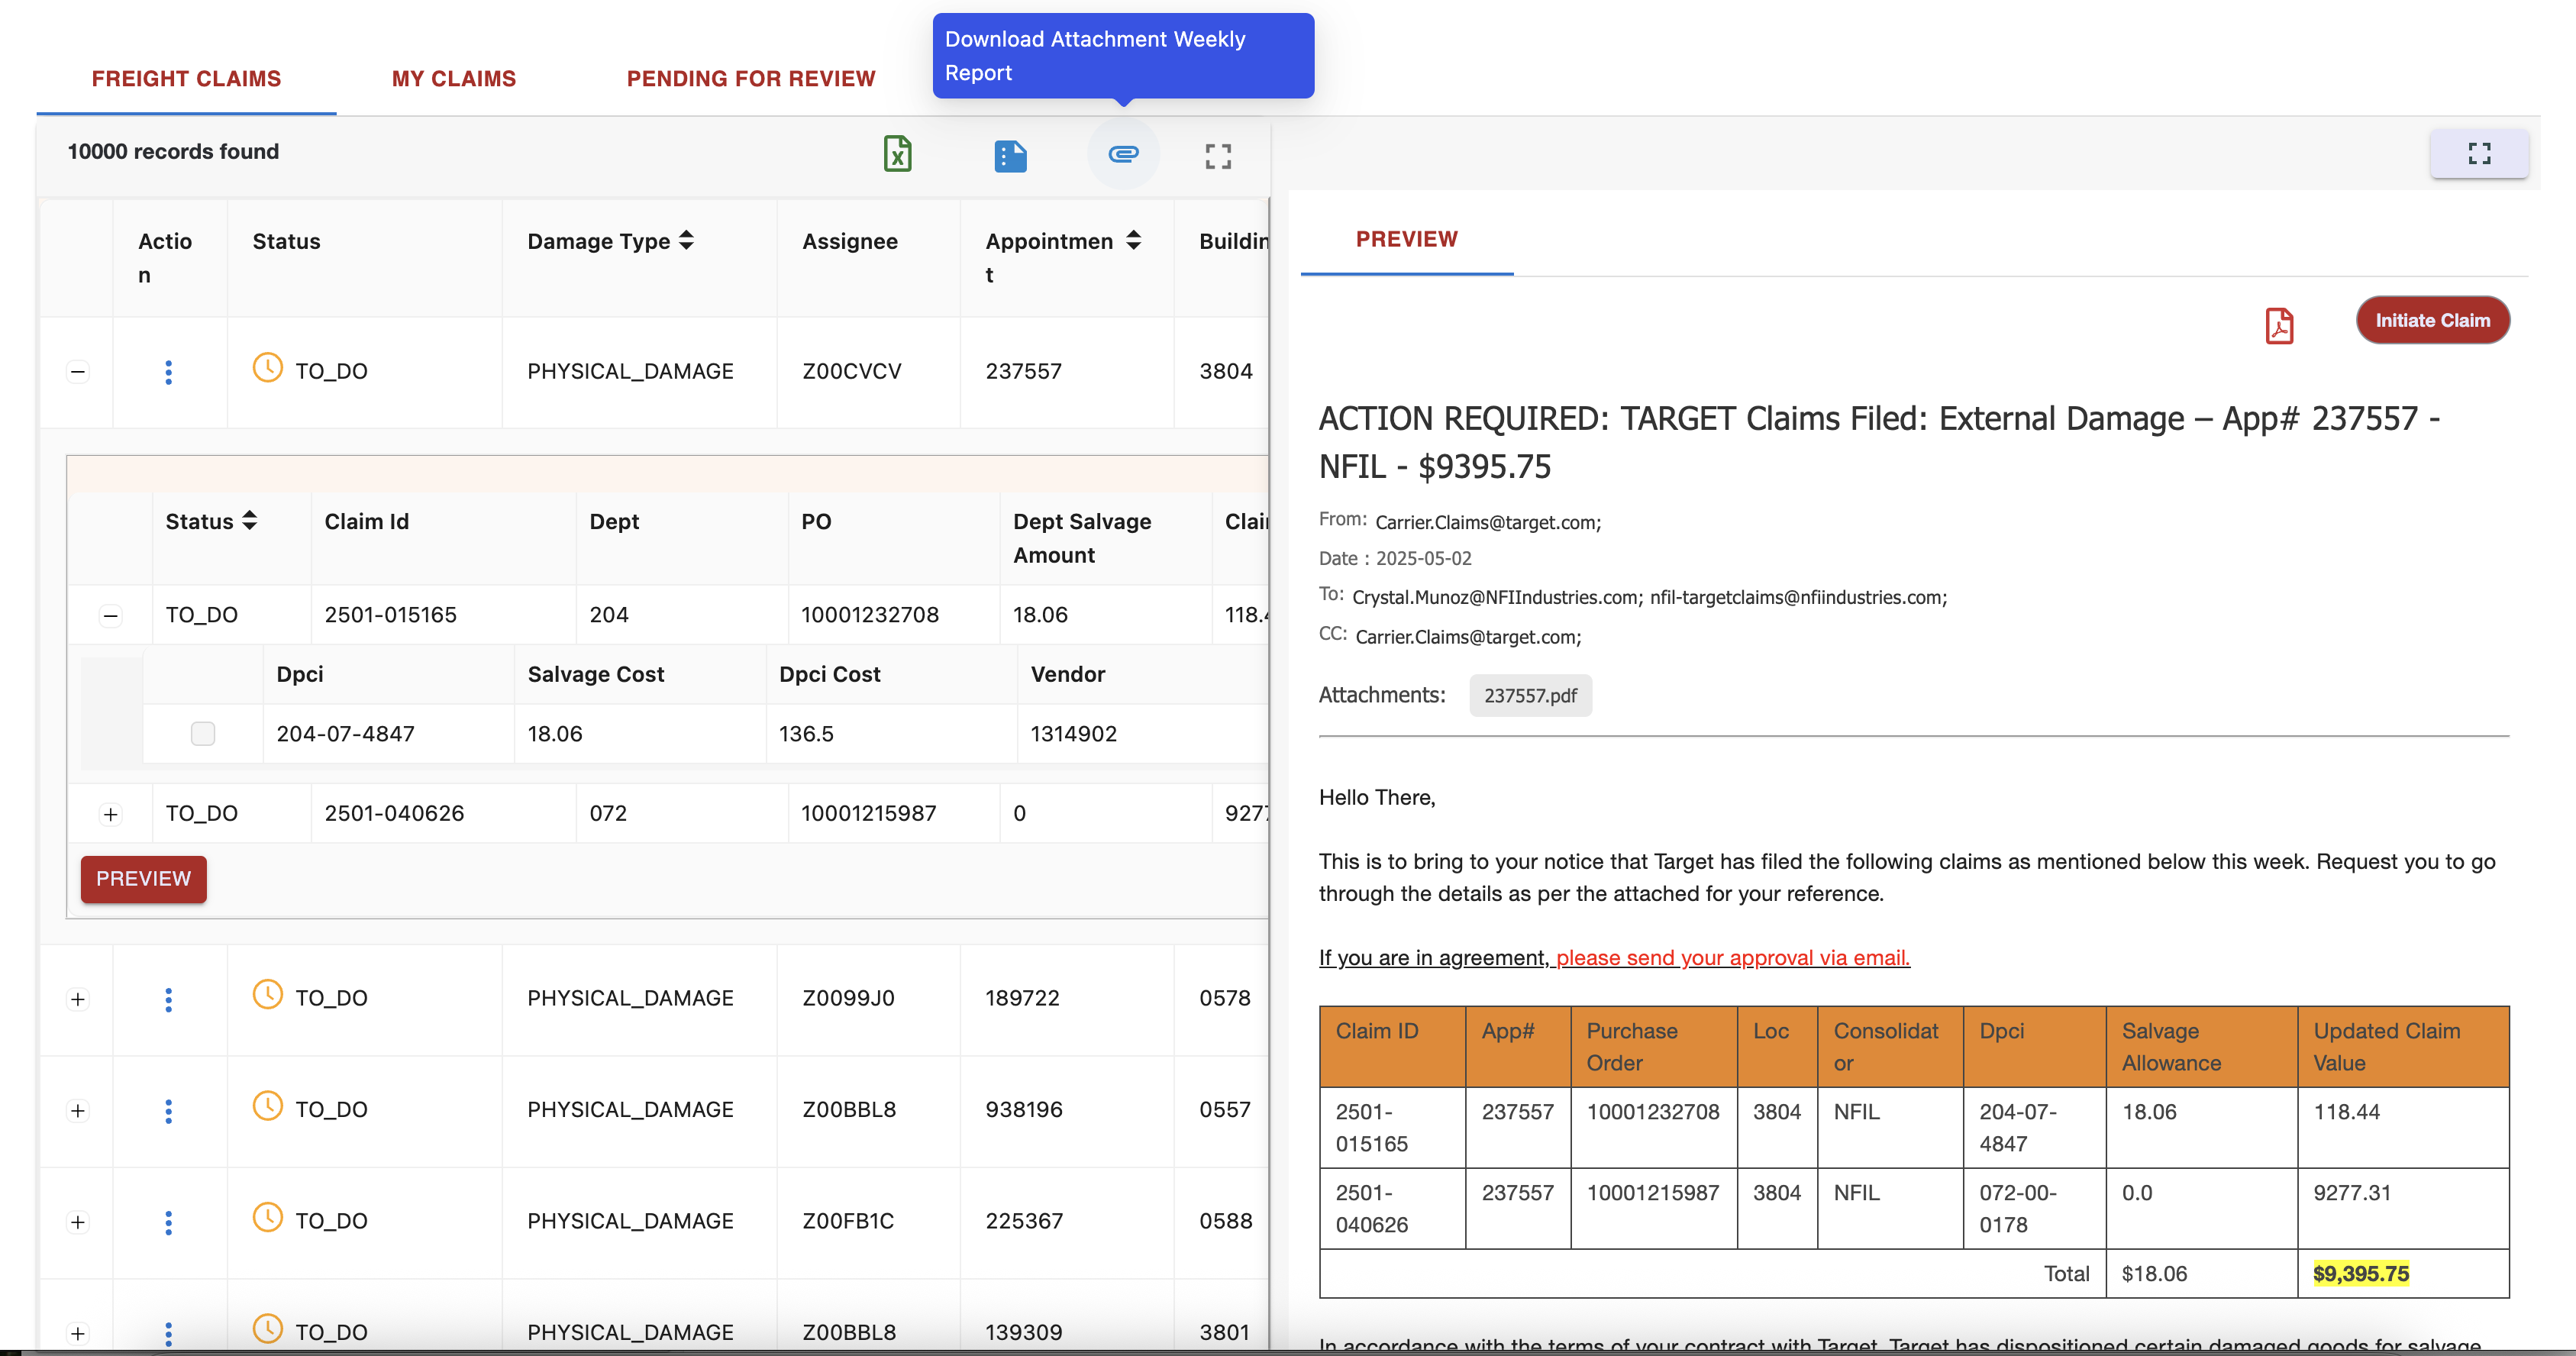 Download Attachment Weekly
Report
FREIGHT CLAIMS
MY CLAIMS
PENDING FOR REVIEW
10000 records found
Actio
n
Status
Damage Type
Assignee
Appointmen
t
Buildin
TO_DO
PHYSICAL_DAMAGE
Z00CVCV
237557
3804
Status
Claim Id
Dept
PO
Dept Salvage
Amount
Clai
TO_DO
2501-015165
204
10001232708
18.06
118.4
Dpci
Salvage Cost
Dpci Cost
Vendor
204-07-4847
18.06
136.5
1314902
TO_DO
2501-040626
072
10001215987
0
9277
PREVIEW
TO_DO
PHYSICAL_DAMAGE
Z0099J0
189722
0578
TO_DO
PHYSICAL_DAMAGE
Z00BBL8
938196
0557
TO_DO
PHYSICAL_DAMAGE
Z00FB1C
225367
0588
TO_DO
PHYSICAL_DAMAGE
Z00BBL8
139309
3801
PREVIEW
Initiate Claim
ACTION REQUIRED: TARGET Claims Filed: External Damage – App# 237557 -
NFIL - $9395.75
From: Carrier.Claims@target.com;
Date : 2025-05-02
To: Crystal.Munoz@NFIIndustries.com; nfil-targetclaims@nfiindustries.com;
CC: Carrier.Claims@target.com;
Attachments: 237557.pdf
Hello There,
This is to bring to your notice that Target has filed the following claims as mentioned below this week. Request you to go
through the details as per the attached for your reference.
If you are in agreement, please send your approval via email.
Claim ID
App#
Purchase
Order
Loc
Consolidat
or
Dpci
Salvage
Allowance
Updated Claim
Value
2501-
015165
237557
10001232708
3804
NFIL
204-07-
4847
18.06
118.44
2501-
040626
237557
10001215987
3804
NFIL
072-00-
0178
0.0
9277.31
Total
$18.06
$9,395.75
In accordance with the terms of your contract with Target, Target has dispositioned certain damaged goods for salvage